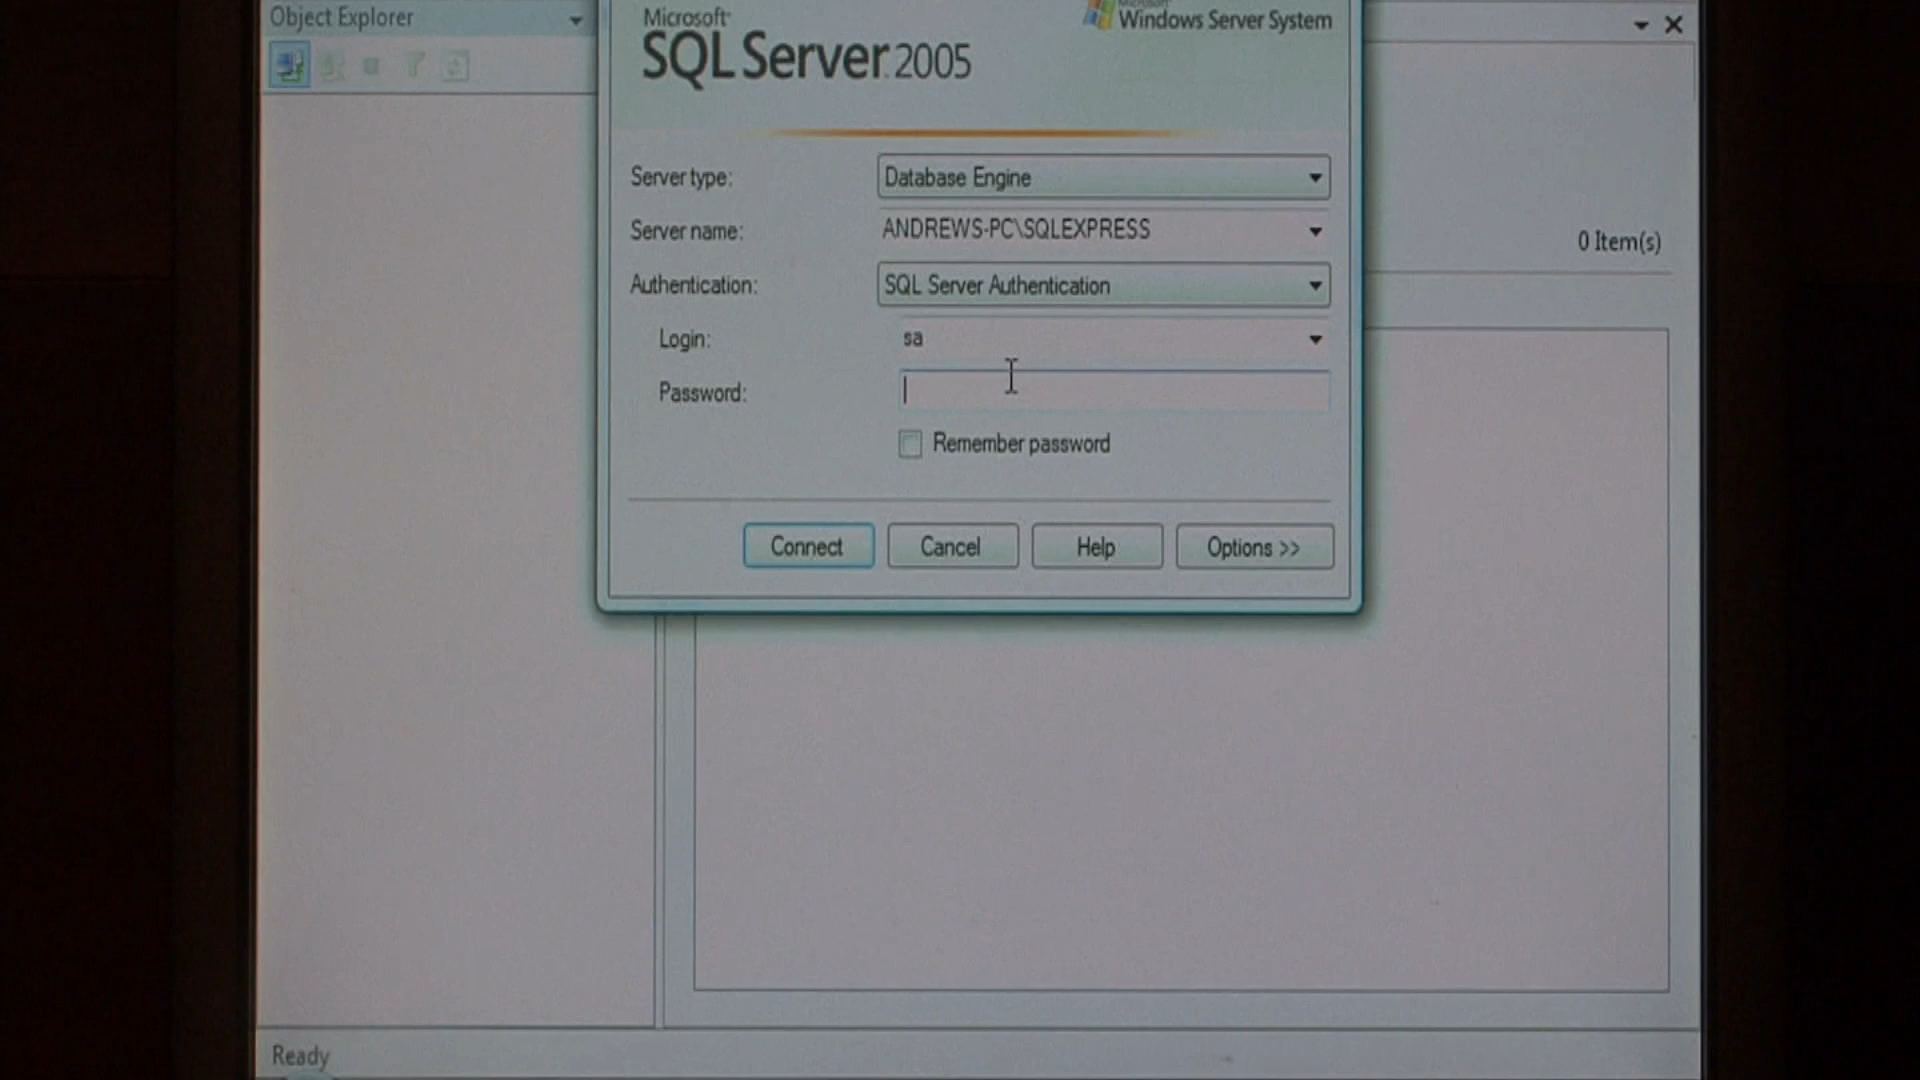 Object Explorer
Microsoft
SQL Server 2005
Microsoft
Windows Server System
Server type:
Database Engine
Server name:
ANDREWS-PC\SQLEXPRESS
0 Item(s)
Authentication:
SQL Server Authentication
Login:
sa
Password:
Remember password
Connect
Cancel
Help
Options >>
Ready